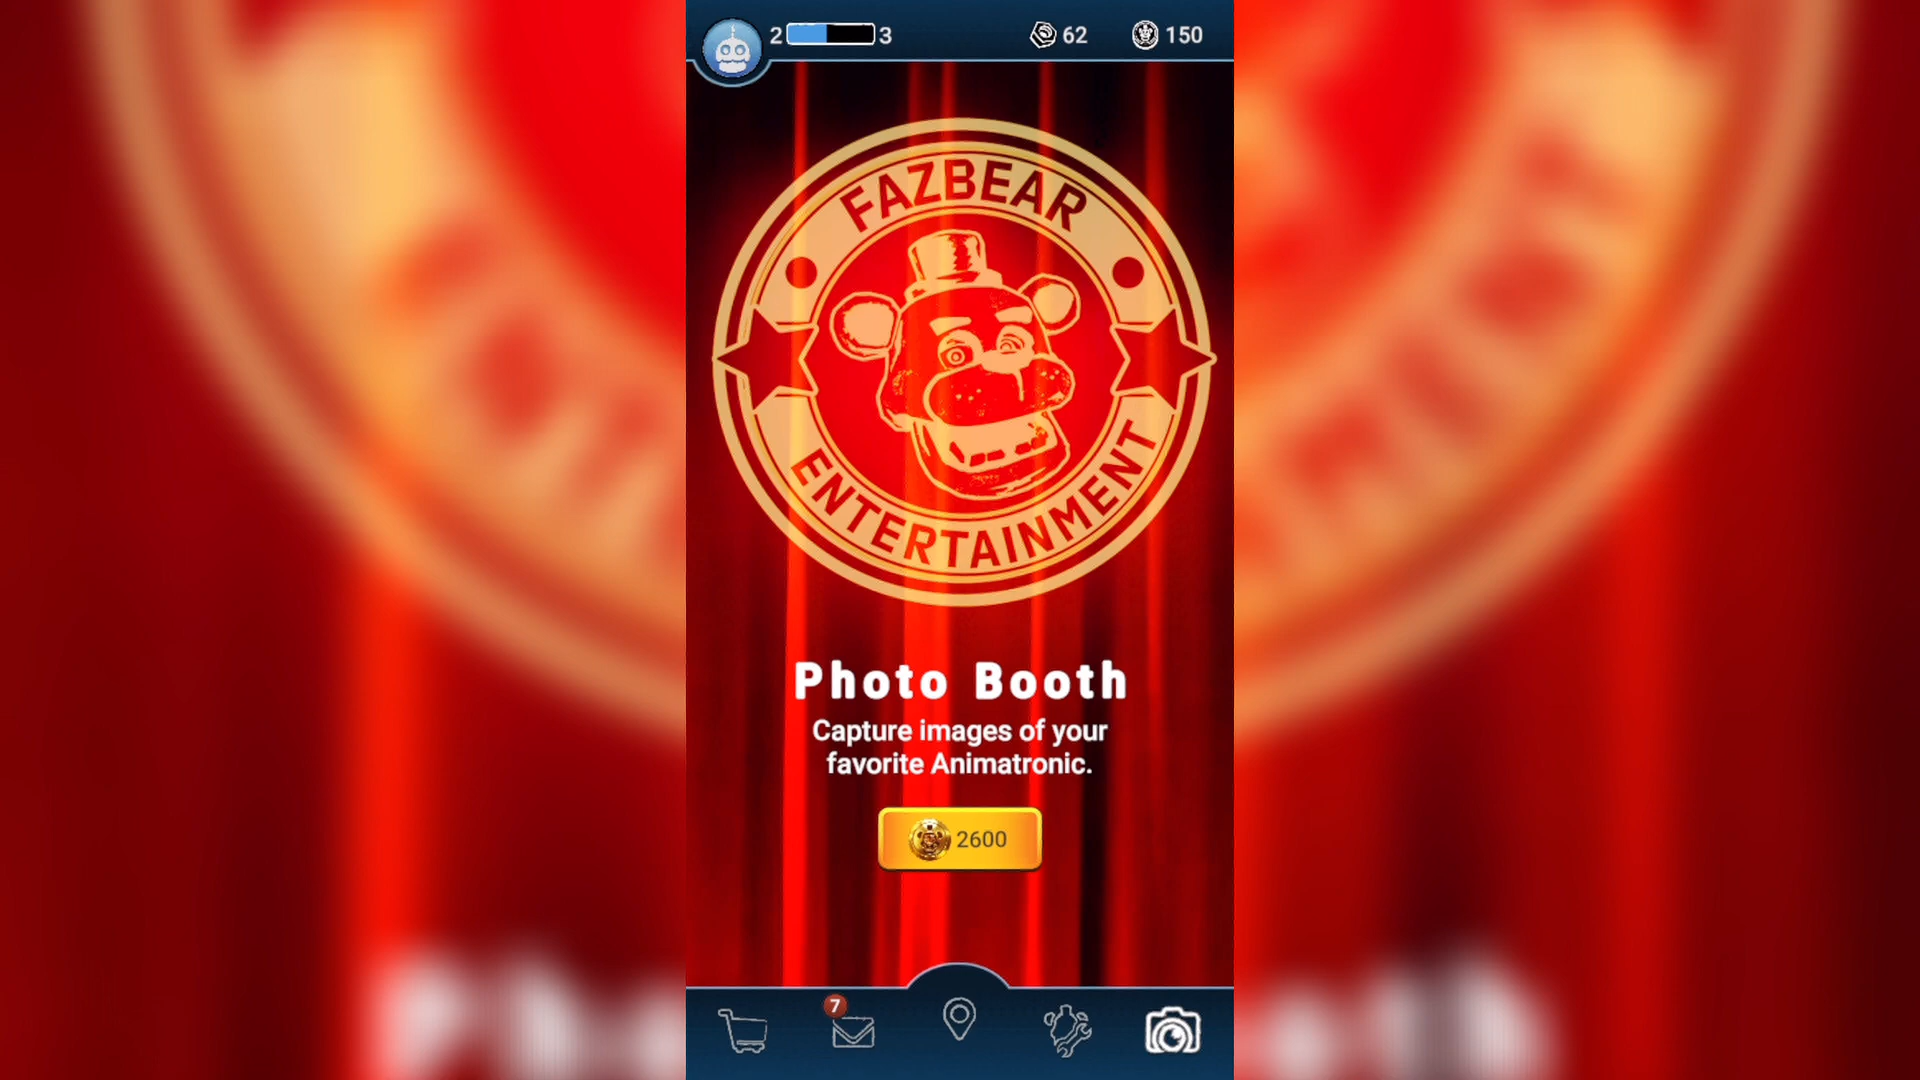 2 3 62 150
FAZBEAR
ENTERTAINMENT
Photo Booth
Capture images of your
favorite Animatronic.
2600
7